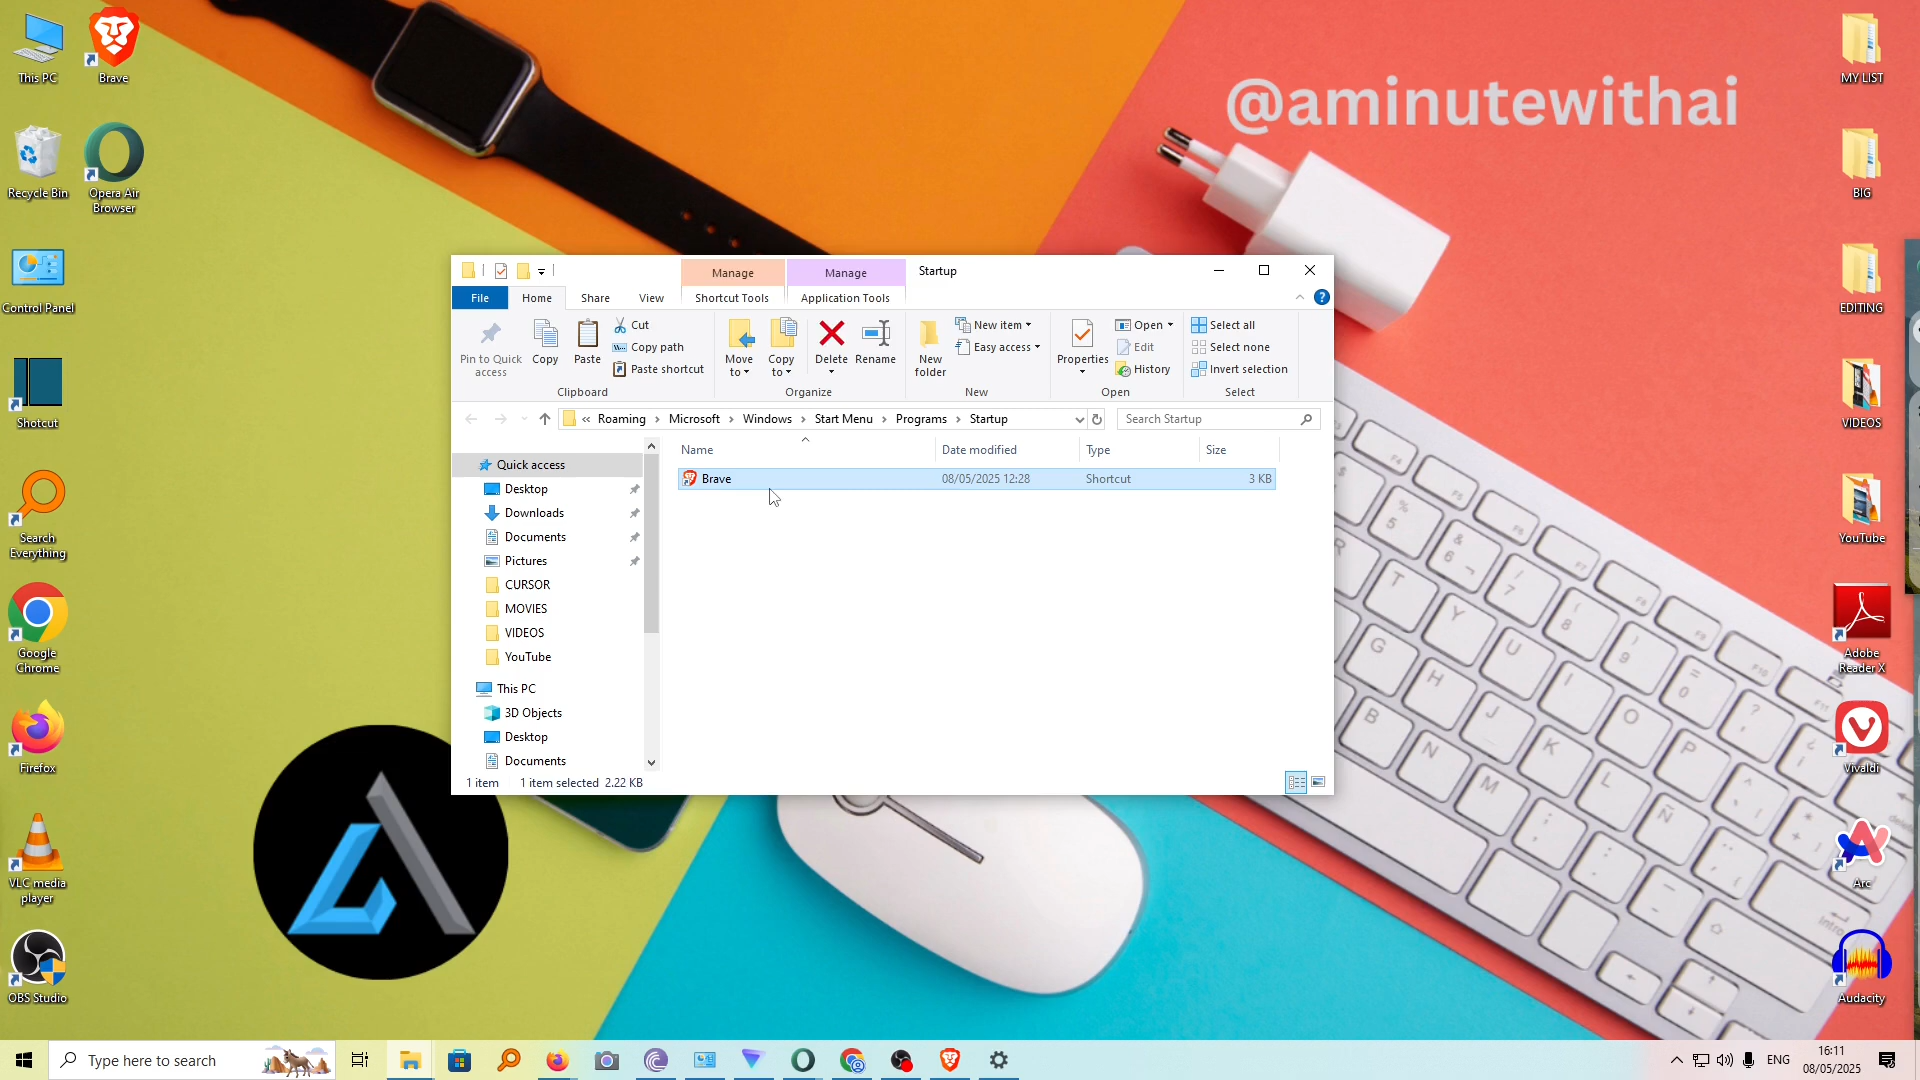 This PC
Brave
Recycle Bin
Opera Air
Browser
Control Panel
Shotcut
Search
Everything
Google
Chrome
Firefox
VLC media
player
OBS Studio
@aminutewithai
MY LIST
BIG
EDITING
VIDEOS
YouTube
Adobe
Reader X
Vivaldi
Arc
Audacity
Manage
Manage
Startup
File
Home
Share
View
Shortcut Tools
Application Tools
Pin to Quick
access
Copy
Paste
Cut
Copy path
Paste shortcut
Clipboard
Move
to
Copy
to
Delete
Rename
Organize
New
folder
New item
Easy access
New
Properties
Open
Edit
History
Open
Select all
Select none
Invert selection
Select
« Roaming > Microsoft > Windows > Start Menu > Programs > Startup
Search Startup
Name
Date modified
Type
Size
Brave
08/05/2025 12:28
Shortcut
3 KB
Quick access
Desktop
Downloads
Documents
Pictures
CURSOR
MOVIES
VIDEOS
YouTube
This PC
3D Objects
Desktop
Documents
1 item
1 item selected 2.22 KB
Type here to search
ENG
16:11
08/05/2025